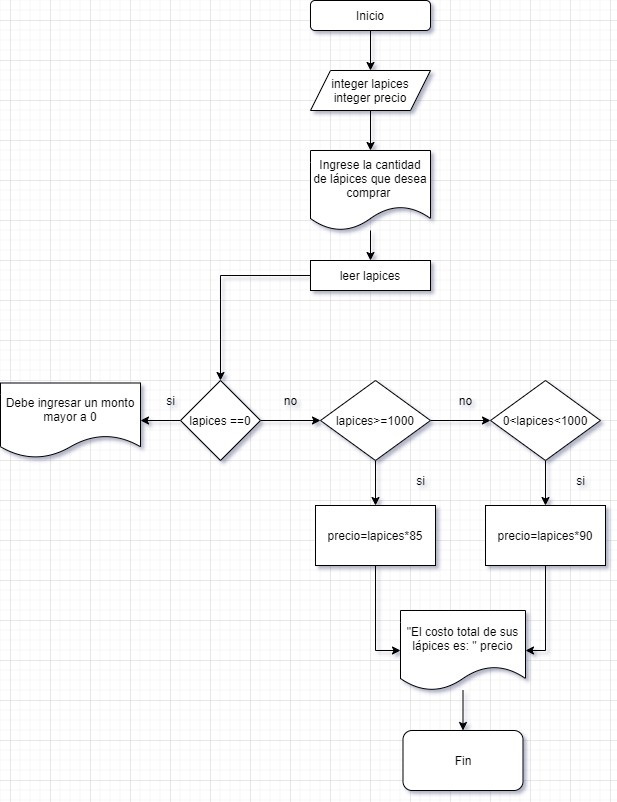 Inicio
integer lapices
integer precio
Ingrese la cantidad
de lápices que desea
comprar
leer lapices
Debe ingresar un monto
mayor a 0
si
lapices ==0
no
lapices>=1000
no
0<lapices<1000
si
si
precio=lapices*85
precio=lapices*90
"El costo total de sus
lápices es: " precio
Fin